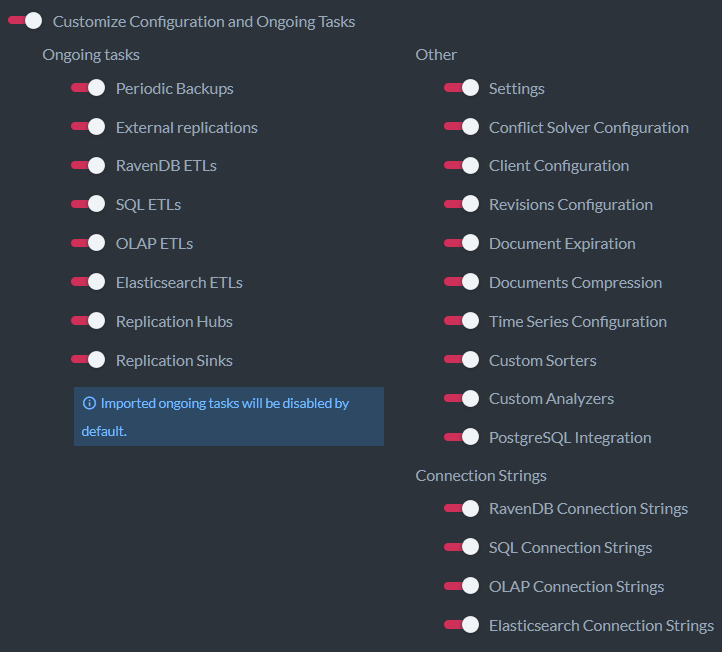 Customize Configuration and Ongoing Tasks
Ongoing tasks
Periodic Backups
External replications
RavenDB ETLs
SQL ETLs
OLAP ETLs
Elasticsearch ETLs
Replication Hubs
Replication Sinks
Imported ongoing tasks will be disabled by
default.
Other
Settings
Conflict Solver Configuration
Client Configuration
Revisions Configuration
Document Expiration
Documents Compression
Time Series Configuration
Custom Sorters
Custom Analyzers
PostgreSQL Integration
Connection Strings
RavenDB Connection Strings
SQL Connection Strings
OLAP Connection Strings
Elasticsearch Connection Strings